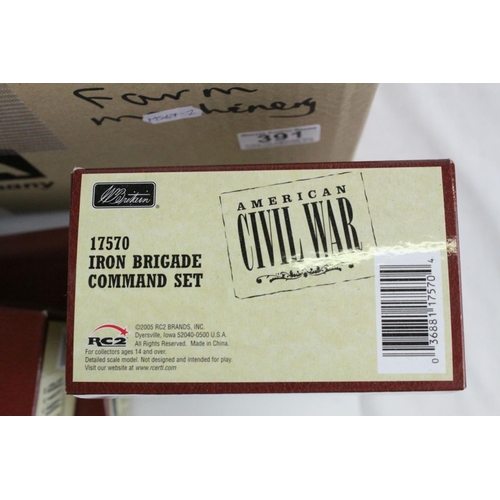 Farm
391
any
W.Britain ®
17570
IRON BRIGADE
COMMAND SET
AMERICAN
CIVIL WAR
RC2
©2005 RC2 BRANDS, INC.
Dyersville, Iowa 52040-0500 U.S.A.
All Rights Reserved. Made in China.
For collectors ages 14 and over.
Detailed scale model. Not designed and intended for play.
Visit our website at www.rcertl.com
0 36881 17570 4
WAR